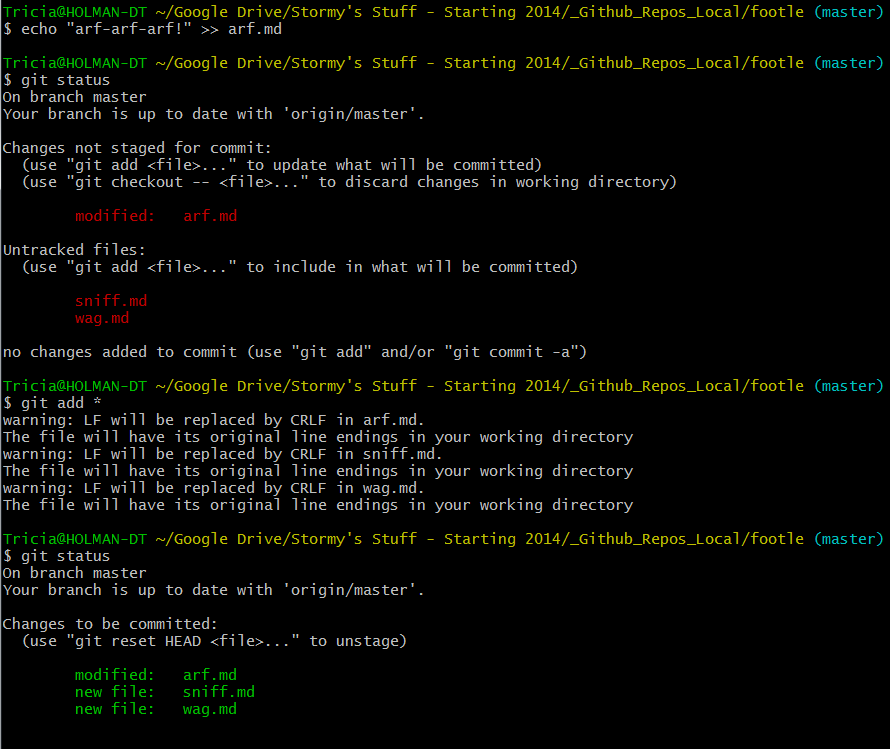 Tricia@HOLMAN-DT ~/Google Drive/Stormy's Stuff - Starting 2014/_Github_Repos_Local/footle (master)
$ echo "arf-arf-arf!" >> arf.md

Tricia@HOLMAN-DT ~/Google Drive/Stormy's Stuff - Starting 2014/_Github_Repos_Local/footle (master)
$ git status
On branch master
Your branch is up to date with 'origin/master'.

Changes not staged for commit:
  (use "git add <file>..." to update what will be committed)
  (use "git checkout -- <file>..." to discard changes in working directory)

        modified:   arf.md

Untracked files:
  (use "git add <file>..." to include in what will be committed)

        sniff.md
        wag.md

no changes added to commit (use "git add" and/or "git commit -a")

Tricia@HOLMAN-DT ~/Google Drive/Stormy's Stuff - Starting 2014/_Github_Repos_Local/footle (master)
$ git add *
warning: LF will be replaced by CRLF in arf.md.
The file will have its original line endings in your working directory
warning: LF will be replaced by CRLF in sniff.md.
The file will have its original line endings in your working directory
warning: LF will be replaced by CRLF in wag.md.
The file will have its original line endings in your working directory

Tricia@HOLMAN-DT ~/Google Drive/Stormy's Stuff - Starting 2014/_Github_Repos_Local/footle (master)
$ git status
On branch master
Your branch is up to date with 'origin/master'.

Changes to be committed:
  (use "git reset HEAD <file>..." to unstage)

        modified:   arf.md
        new file:   sniff.md
        new file:   wag.md